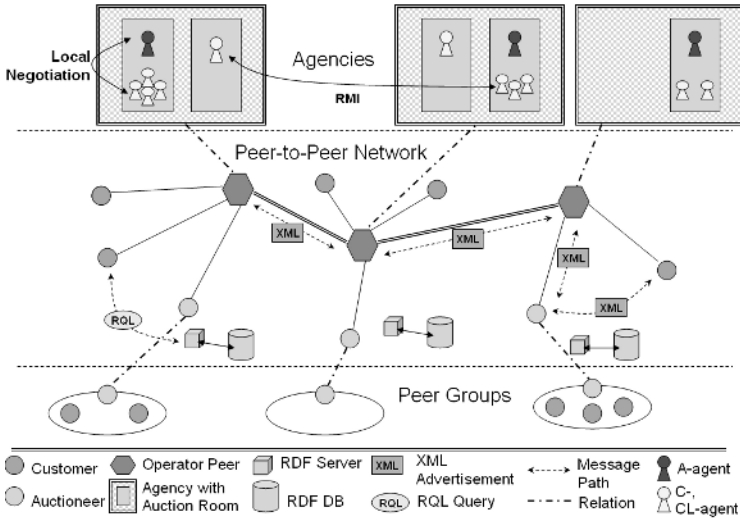 Local
Negotiation
Agencies
RMI
Peer-to-Peer Network
XML
XML
XML
XML
RQL
Peer Groups
Customer
Operator Peer
RDF Server
XML
XML
Advertisement
Message
Path
A-agent
Auctioneer
Agency with
Auction Room
RDF DB
RQL
RQL Query
Relation
C-,
CL-agent